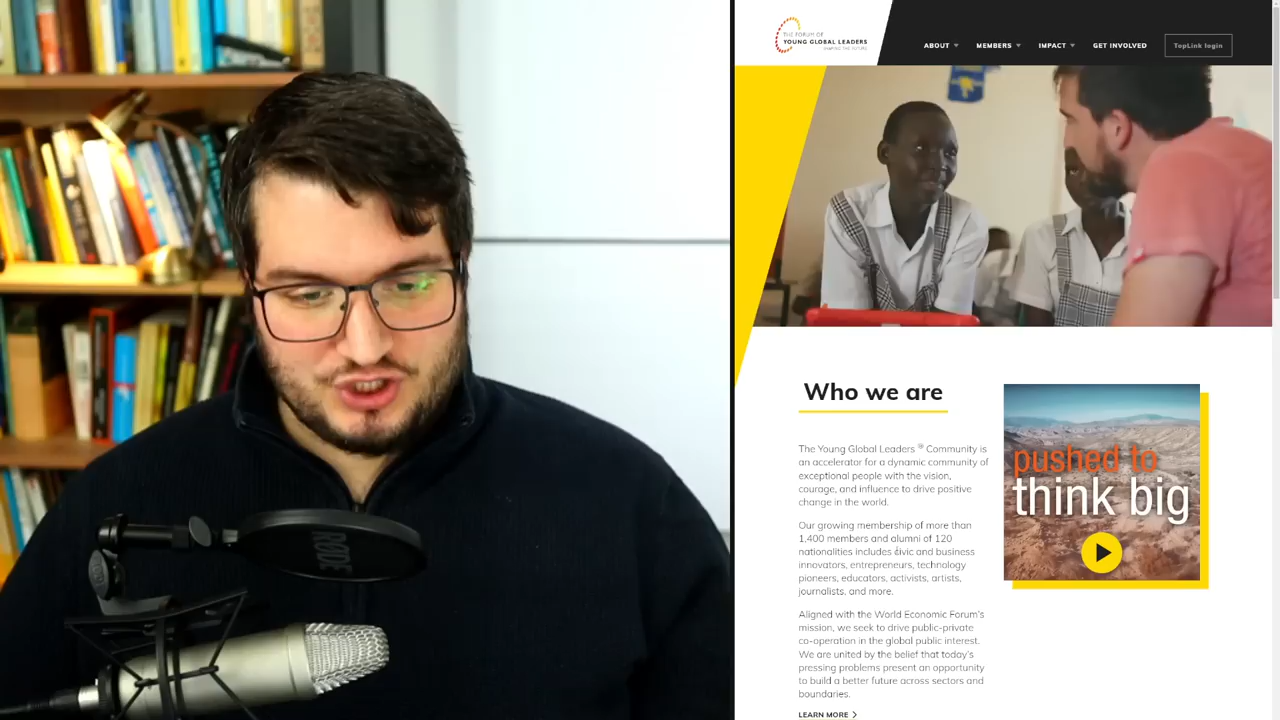 THE FORUM OF
YOUNG GLOBAL LEADERS
SHAPING THE FUTURE
ABOUT
MEMBERS
IMPACT
GET INVOLVED
TopLink login
Who we are
The Young Global Leaders ® Community is
an accelerator for a dynamic community of
exceptional people with the vision,
courage, and influence to drive positive
change in the world.
Our growing membership of more than
1,400 members and alumni of 120
nationalities includes civic and business
innovators, entrepreneurs, technology
pioneers, educators, activists, artists,
journalists, and more.
Aligned with the World Economic Forum's
mission, we seek to drive public-private
co-operation in the global public interest.
We are united by the belief that today's
pressing problems present an opportunity
to build a better future across sectors and
boundaries.
LEARN MORE
pushed to
think big
RØDE